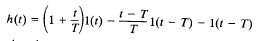 h(t) = (1 + t/T)1(t) − (t − T)/T 1(t − T) − 1(t − T)